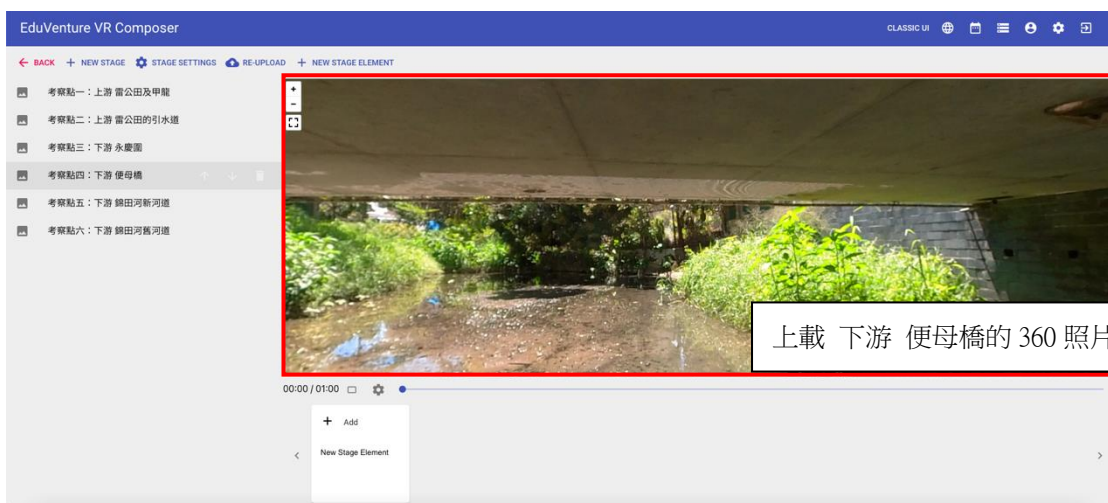 EduVenture VR Composer
CLASSIC UI
BACK + NEW STAGE STAGE SETTINGS RE-UPLOAD + NEW STAGE ELEMENT
考察點一：上游 雷公田及甲龍
考察點二：上游 雷公田的引水道
考察點三：下游 永慶圍
考察點四：下游 便母橋
考察點五：下游 錦田河新河道
考察點六：下游 錦田河舊河道
+
−
上載 下游 便母橋的 360 照片
00:00 / 01:00
+ Add
New Stage Element